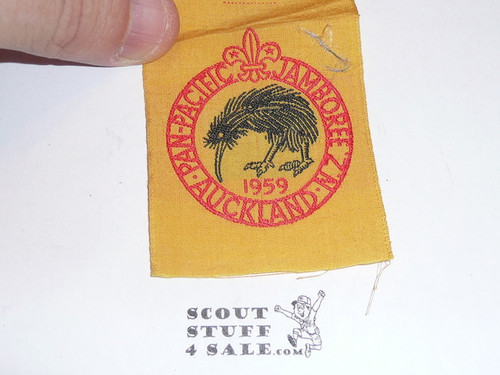 PAN-PACIFIC JAMBOREE
1959
·AUCKLAND·N.Z.·
SCOUT
STUFF
4 SALE.COM